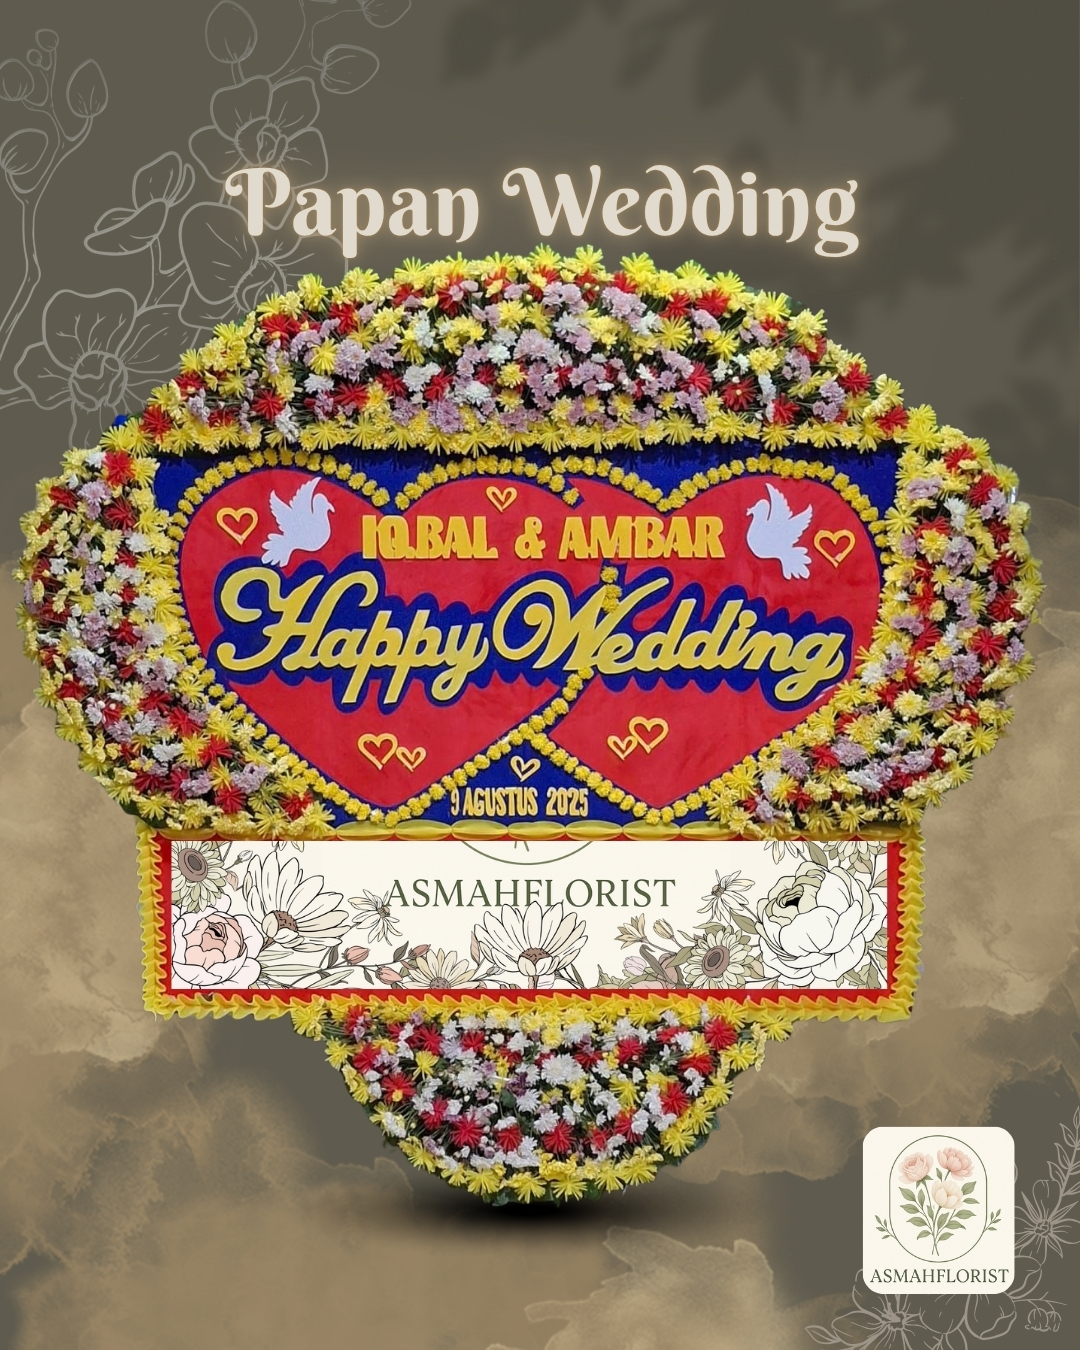 Papan Wedding
IQBAL & AMBAR
Happy Wedding
9 AGUSTUS 2025
ASMAHFLORIST
ASMAHFLORIST